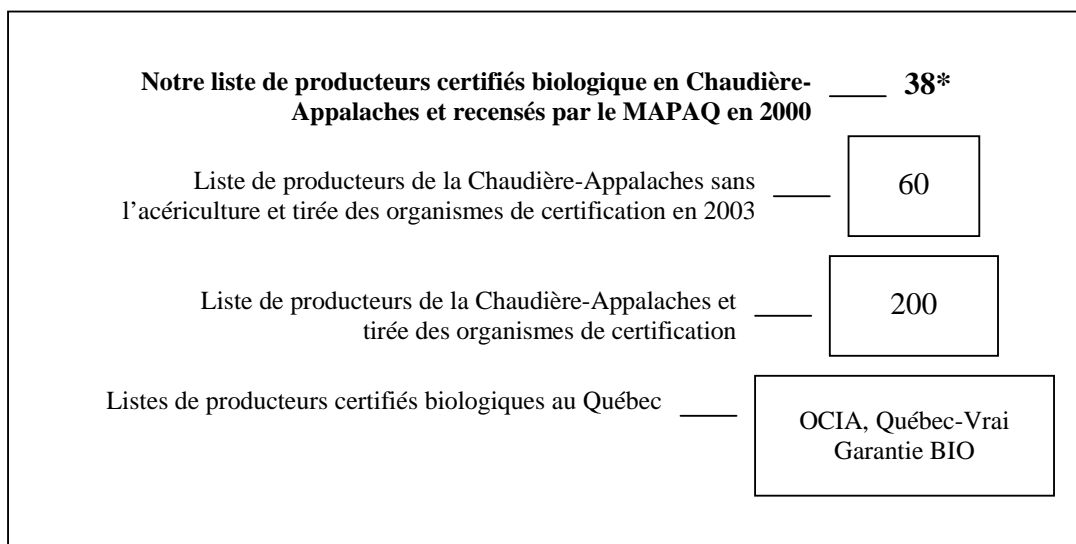 Notre liste de producteurs certifiés biologique en Chaudière-
Appalaches et recensés par le MAPAQ en 2000
38*
Liste de producteurs de la Chaudière-Appalaches sans
l’acériculture et tirée des organismes de certification en 2003
60
Liste de producteurs de la Chaudière-Appalaches et
tirée des organismes de certification
200
Listes de producteurs certifiés biologiques au Québec
OCIA, Québec-Vrai
Garantie BIO